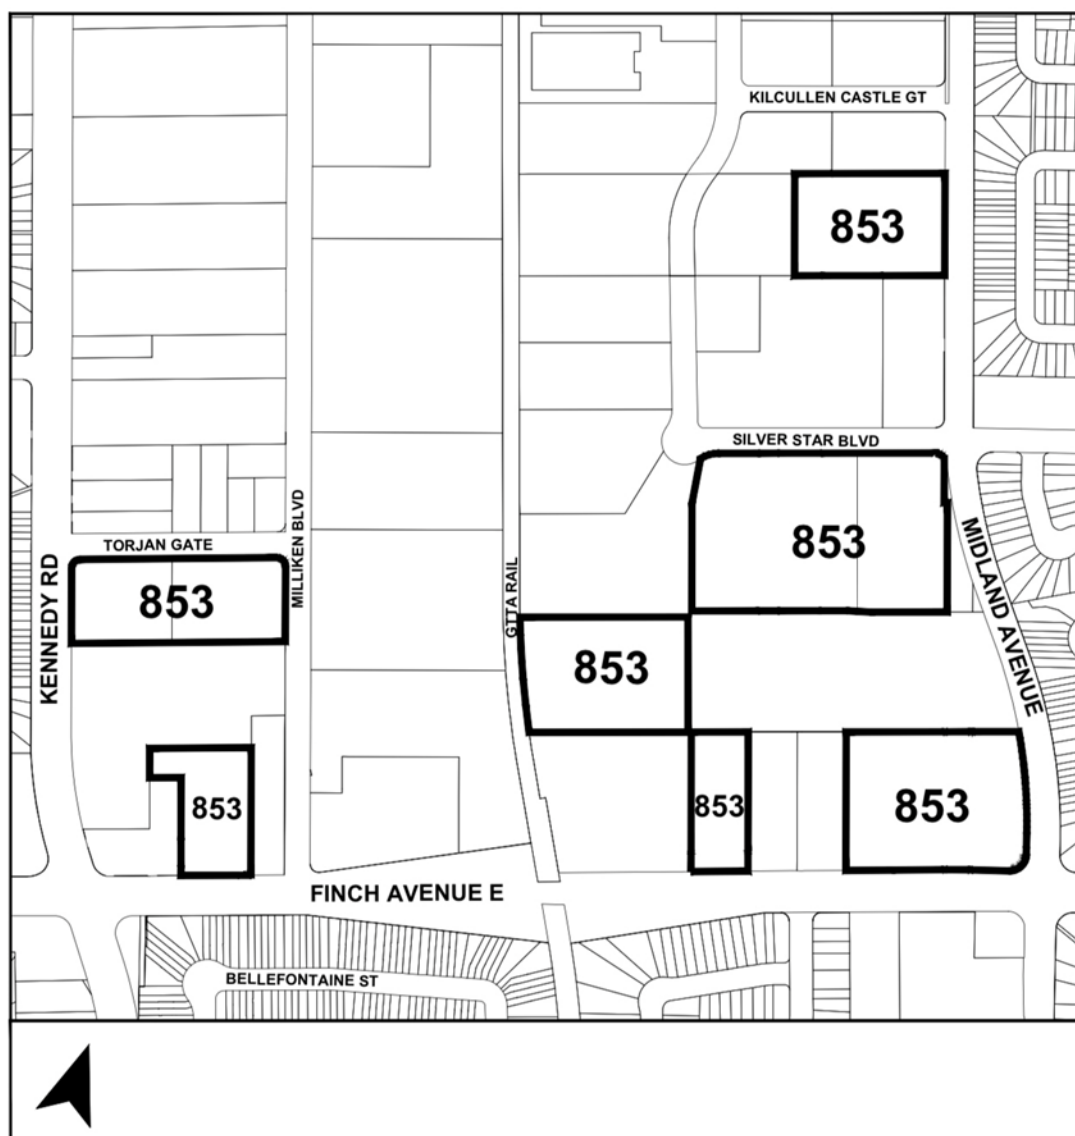 KILCULLEN CASTLE GT
853
SILVER STAR BLVD
MILLIKEN BLVD
MIDLAND AVENUE
853
TORJAN GATE
KENNEDY RD
GTTA RAIL
853
853
853
853
853
FINCH AVENUE E
BELLEFONTAINE ST